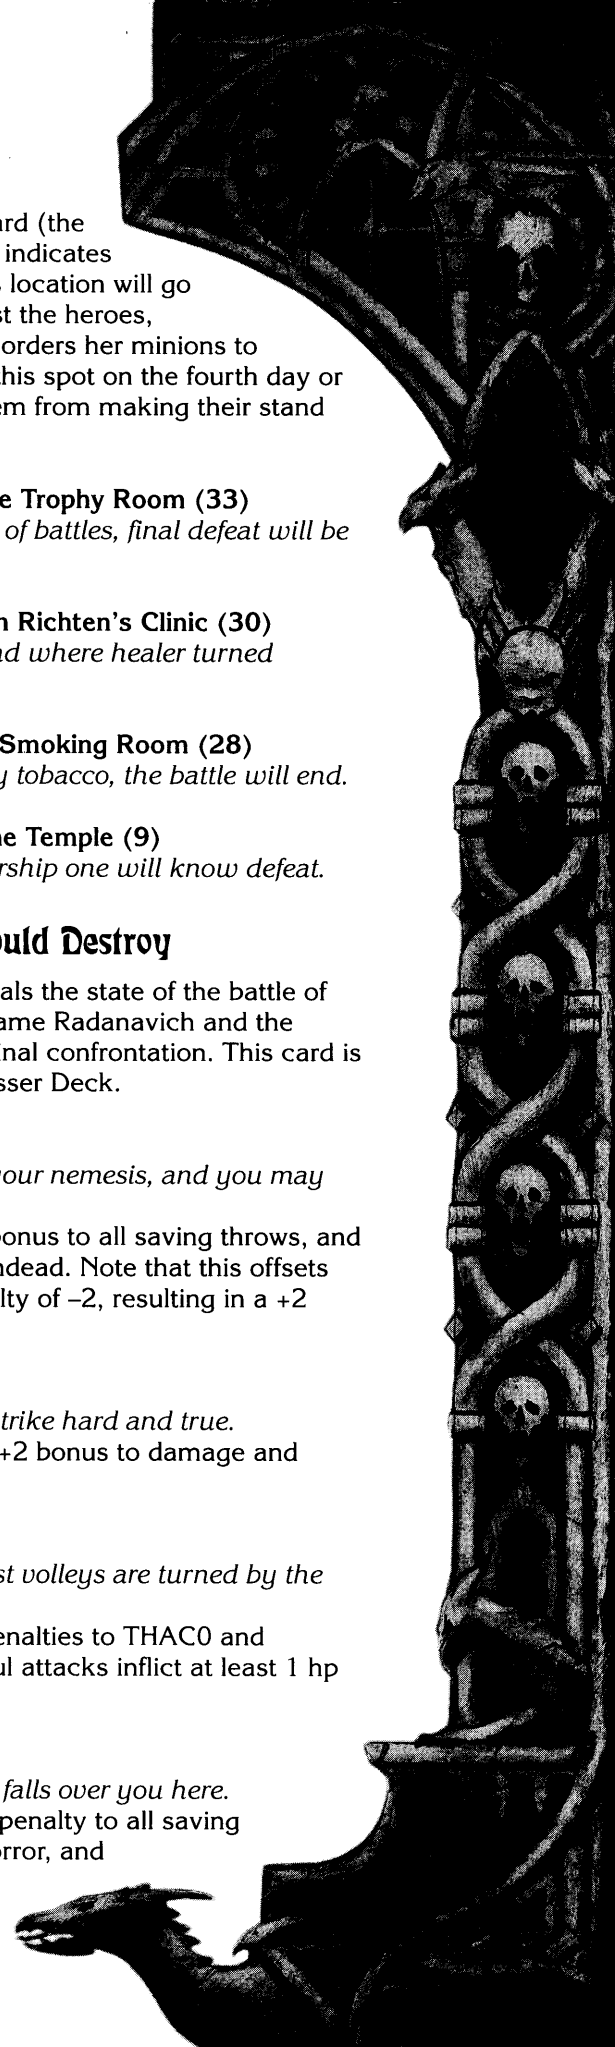 ard (the
indicates
location will go
st the heroes,
orders her minions to
this spot on the fourth day or
em from making their stand
e Trophy Room (33)
of battles, final defeat will be
n Richten's Clinic (30)
nd where healer turned
Smoking Room (28)
y tobacco, the battle will end.
he Temple (9)
rship one will know defeat.
ould Destroy
als the state of the battle of
ame Radanavich and the
inal confrontation. This card is
sser Deck.
your nemesis, and you may
bonus to all saving throws, and
ndead. Note that this offsets
lty of –2, resulting in a +2
trike hard and true.
+2 bonus to damage and
st volleys are turned by the
enalties to THAC0 and
ul attacks inflict at least 1 hp
falls over you here.
penalty to all saving
orror, and